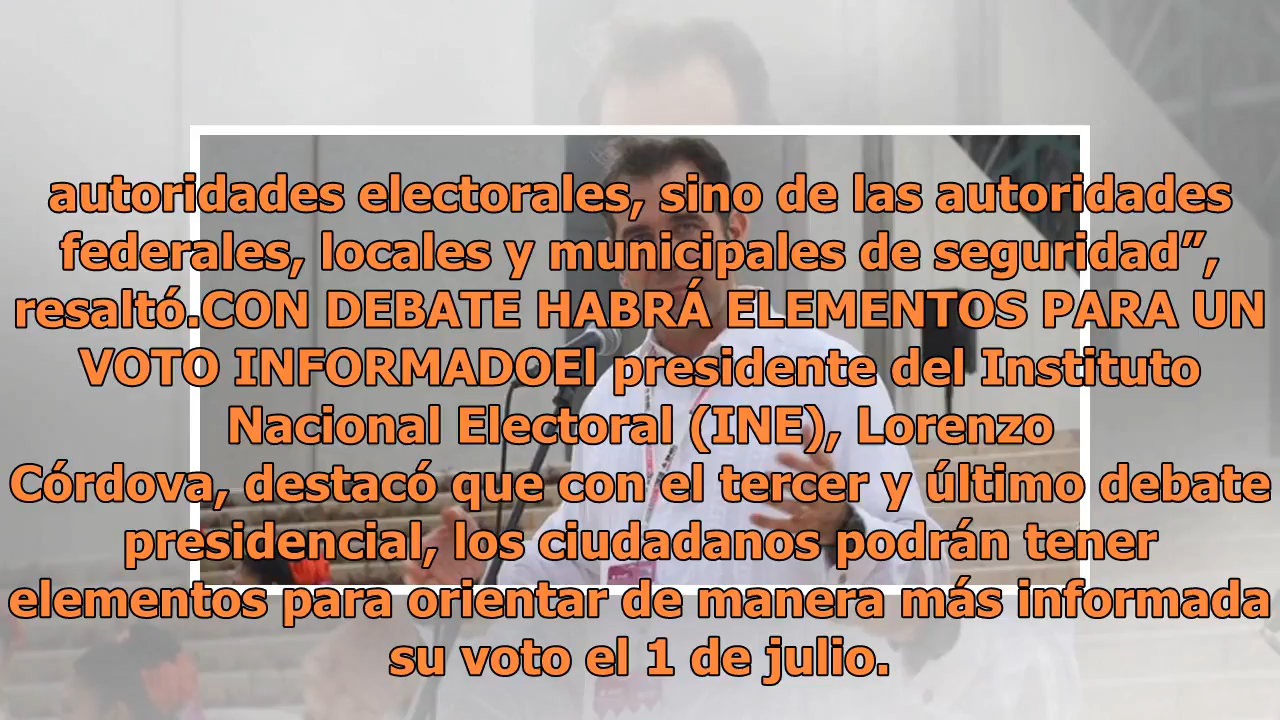 autoridades electorales, sino de las autoridades
federales, locales y municipales de seguridad”,
resaltó.CON DEBATE HABRÁ ELEMENTOS PARA UN
VOTO INFORMADOEl presidente del Instituto
Nacional Electoral (INE), Lorenzo
Córdova, destacó que con el tercer y último debate
presidencial, los ciudadanos podrán tener
elementos para orientar de manera más informada
su voto el 1 de julio.